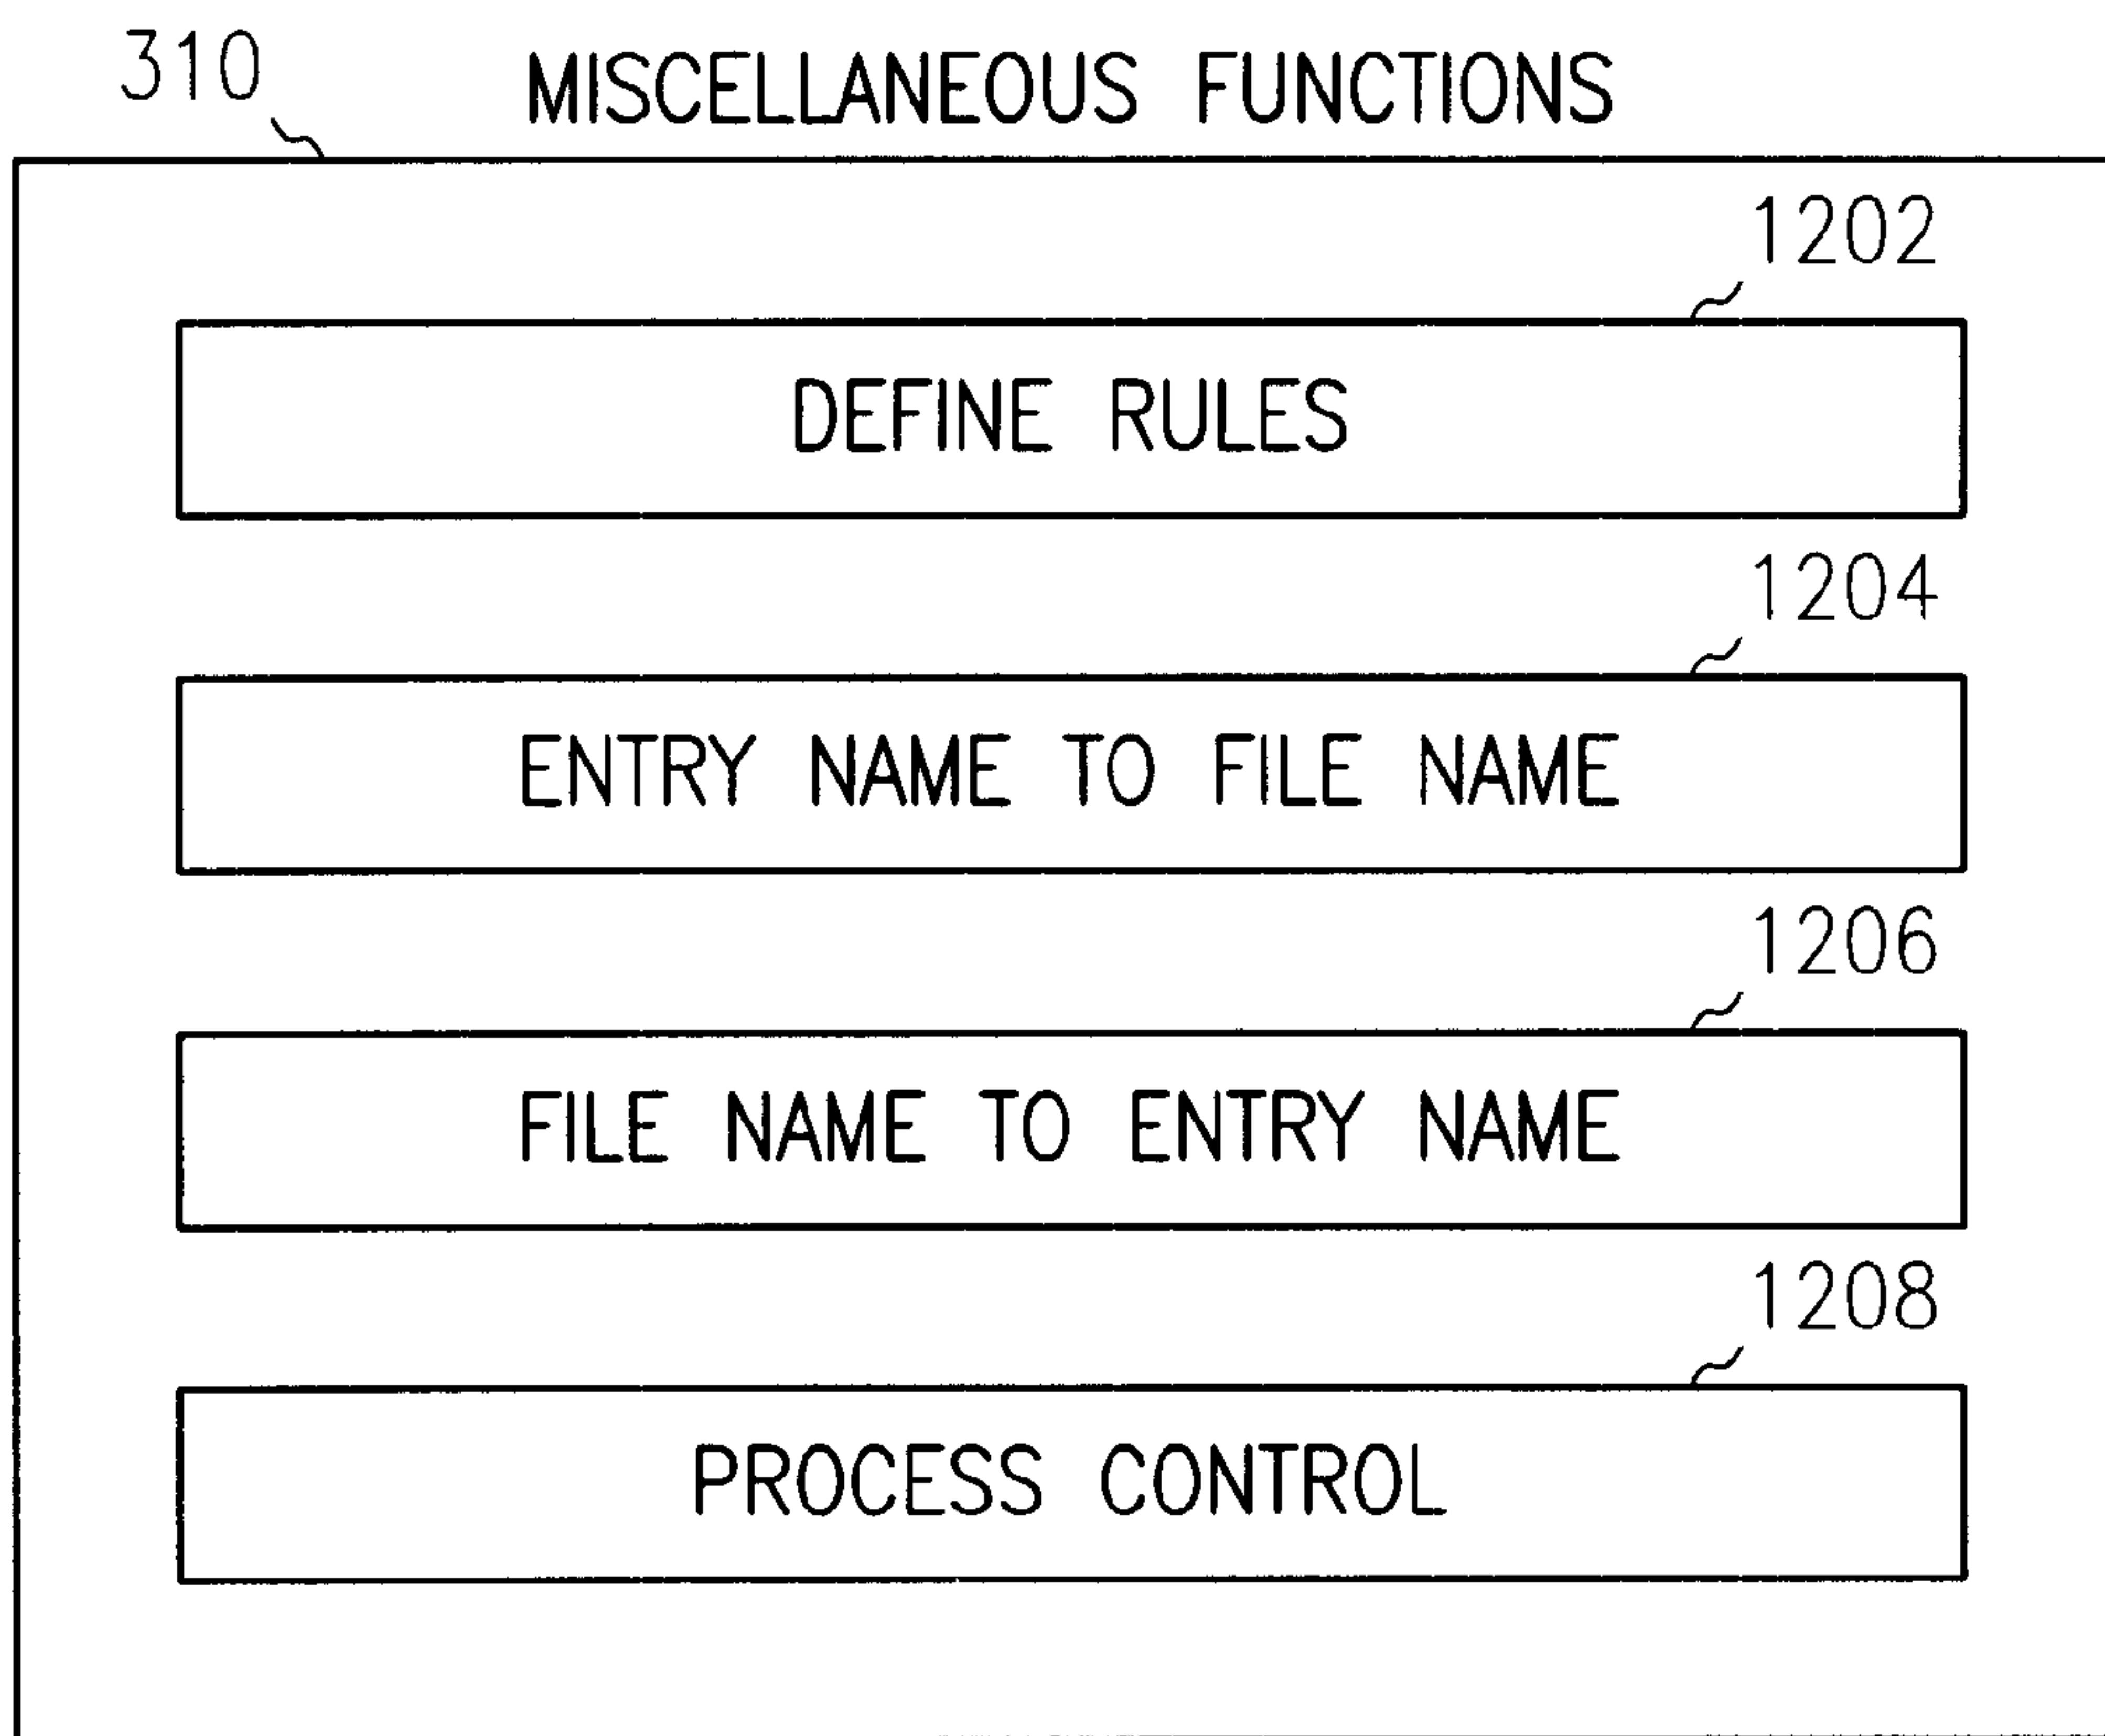 310
MISCELLANEOUS FUNCTIONS
1202
DEFINE RULES
1204
ENTRY NAME TO FILE NAME
1206
FILE NAME TO ENTRY NAME
1208
PROCESS CONTROL